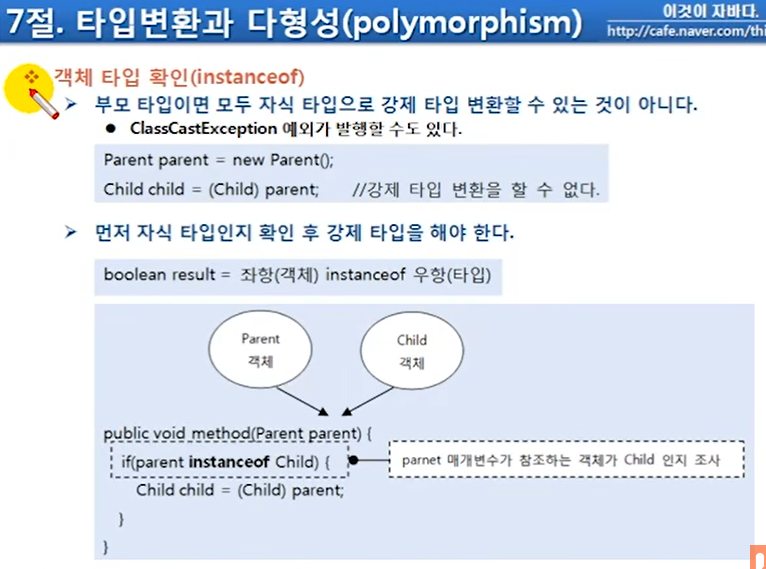 7절. 타입변환과 다형성(polymorphism)
이것이 자바다.
http://cafe.naver.com/thi
객체 타입 확인(instanceof)
부모 타입이면 모두 자식 타입으로 강제 타입 변환할 수 있는 것이 아니다.
ClassCastException 예외가 발행할 수도 있다.
Parent parent = new Parent();
Child child = (Child) parent; //강제 타입 변환을 할 수 없다.
먼저 자식 타입인지 확인 후 강제 타입을 해야 한다.
boolean result = 좌항(객체) instanceof 우항(타입)
Parent
객체
Child
객체
public void method(Parent parent) {
if(parent instanceof Child) {
parnet 매개변수가 참조하는 객체가 Child 인지 조사
Child child = (Child) parent;
}
}